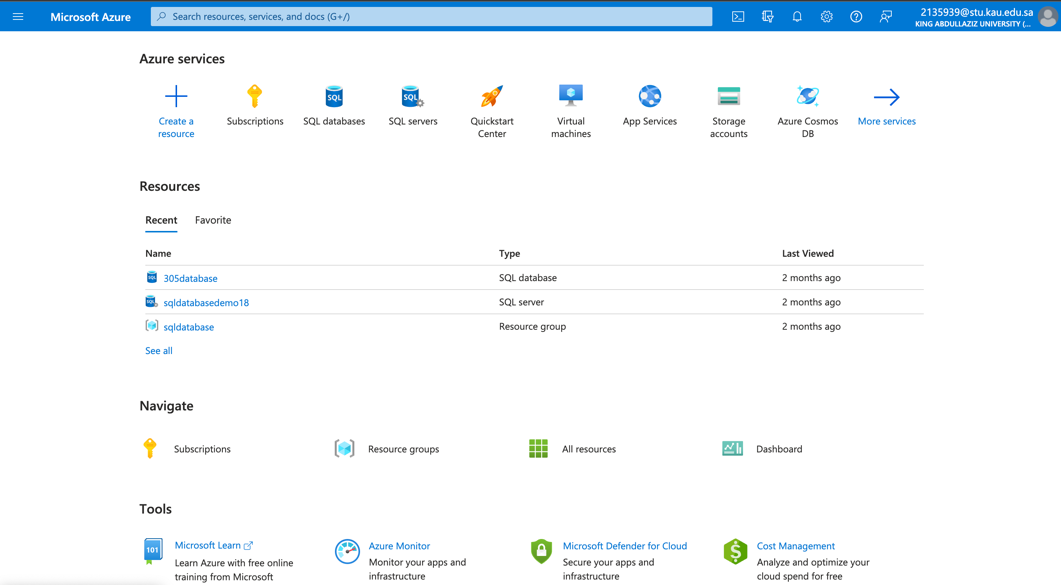 Microsoft Azure
Search resources, services, and docs (G+/)
2135939@stu.kau.edu.sa
KING ABDULLAZIZ UNIVERSITY (...
Azure services
Create a
resource
Subscriptions
SQL
SQL databases
SQL
SQL servers
Quickstart
Center
Virtual
machines
App Services
Storage
accounts
Azure Cosmos
DB
More services
Resources
Recent Favorite
Name Type Last Viewed
SQL 305database SQL database 2 months ago
SQL sqldatabasedemo18 SQL server 2 months ago
sqldatabase Resource group 2 months ago
See all
Navigate
Subscriptions Resource groups All resources Dashboard
Tools
101
Microsoft Learn
Learn Azure with free online
training from Microsoft
Azure Monitor
Monitor your apps and
infrastructure
Microsoft Defender for Cloud
Secure your apps and
infrastructure
$
Cost Management
Analyze and optimize your
cloud spend for free